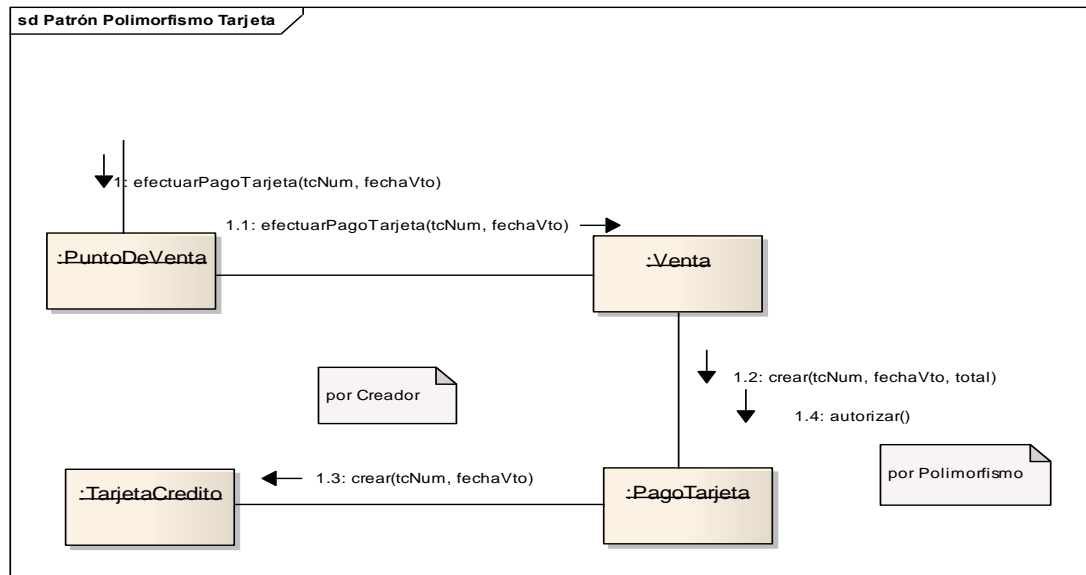 sd Patrón Polimorfismo Tarjeta
1: efectuarPagoTarjeta(tcNum, fechaVto)
1.1: efectuarPagoTarjeta(tcNum, fechaVto)
:PuntoDeVenta
:Venta
1.2: crear(tcNum, fechaVto, total)
por Creador
1.4: autorizar()
por Polimorfismo
1.3: crear(tcNum, fechaVto)
:TarjetaCredito
:PagoTarjeta